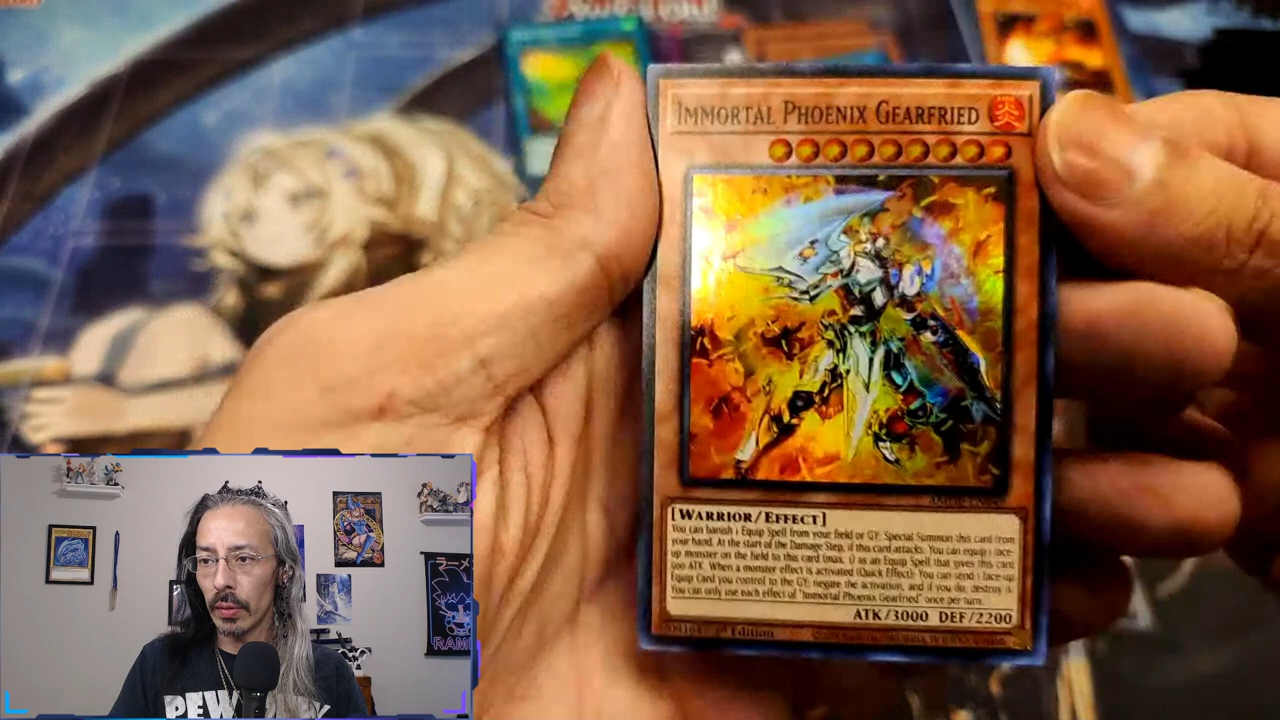 IMMORTAL PHOENIX GEARFRIED 炎
[WARRIOR/EFFECT]
You can banish 1 Equip Spell from your field or GY; Special Summon this card from
your hand. At the start of the Damage Step, if this card attacks: You can equip 1 face-
up monster on the field to this card (max. 1) as an Equip Spell that gives this card
500 ATK. When a monster effect is activated (Quick Effect): You can send 1 face-up
Equip Card you control to the GY; negate the activation, and if you do, destroy it.
You can only use each effect of "Immortal Phoenix Gearfried" once per turn.
ATK/3000 DEF/2200
1st Edition
ラーメ
RAM
PEW